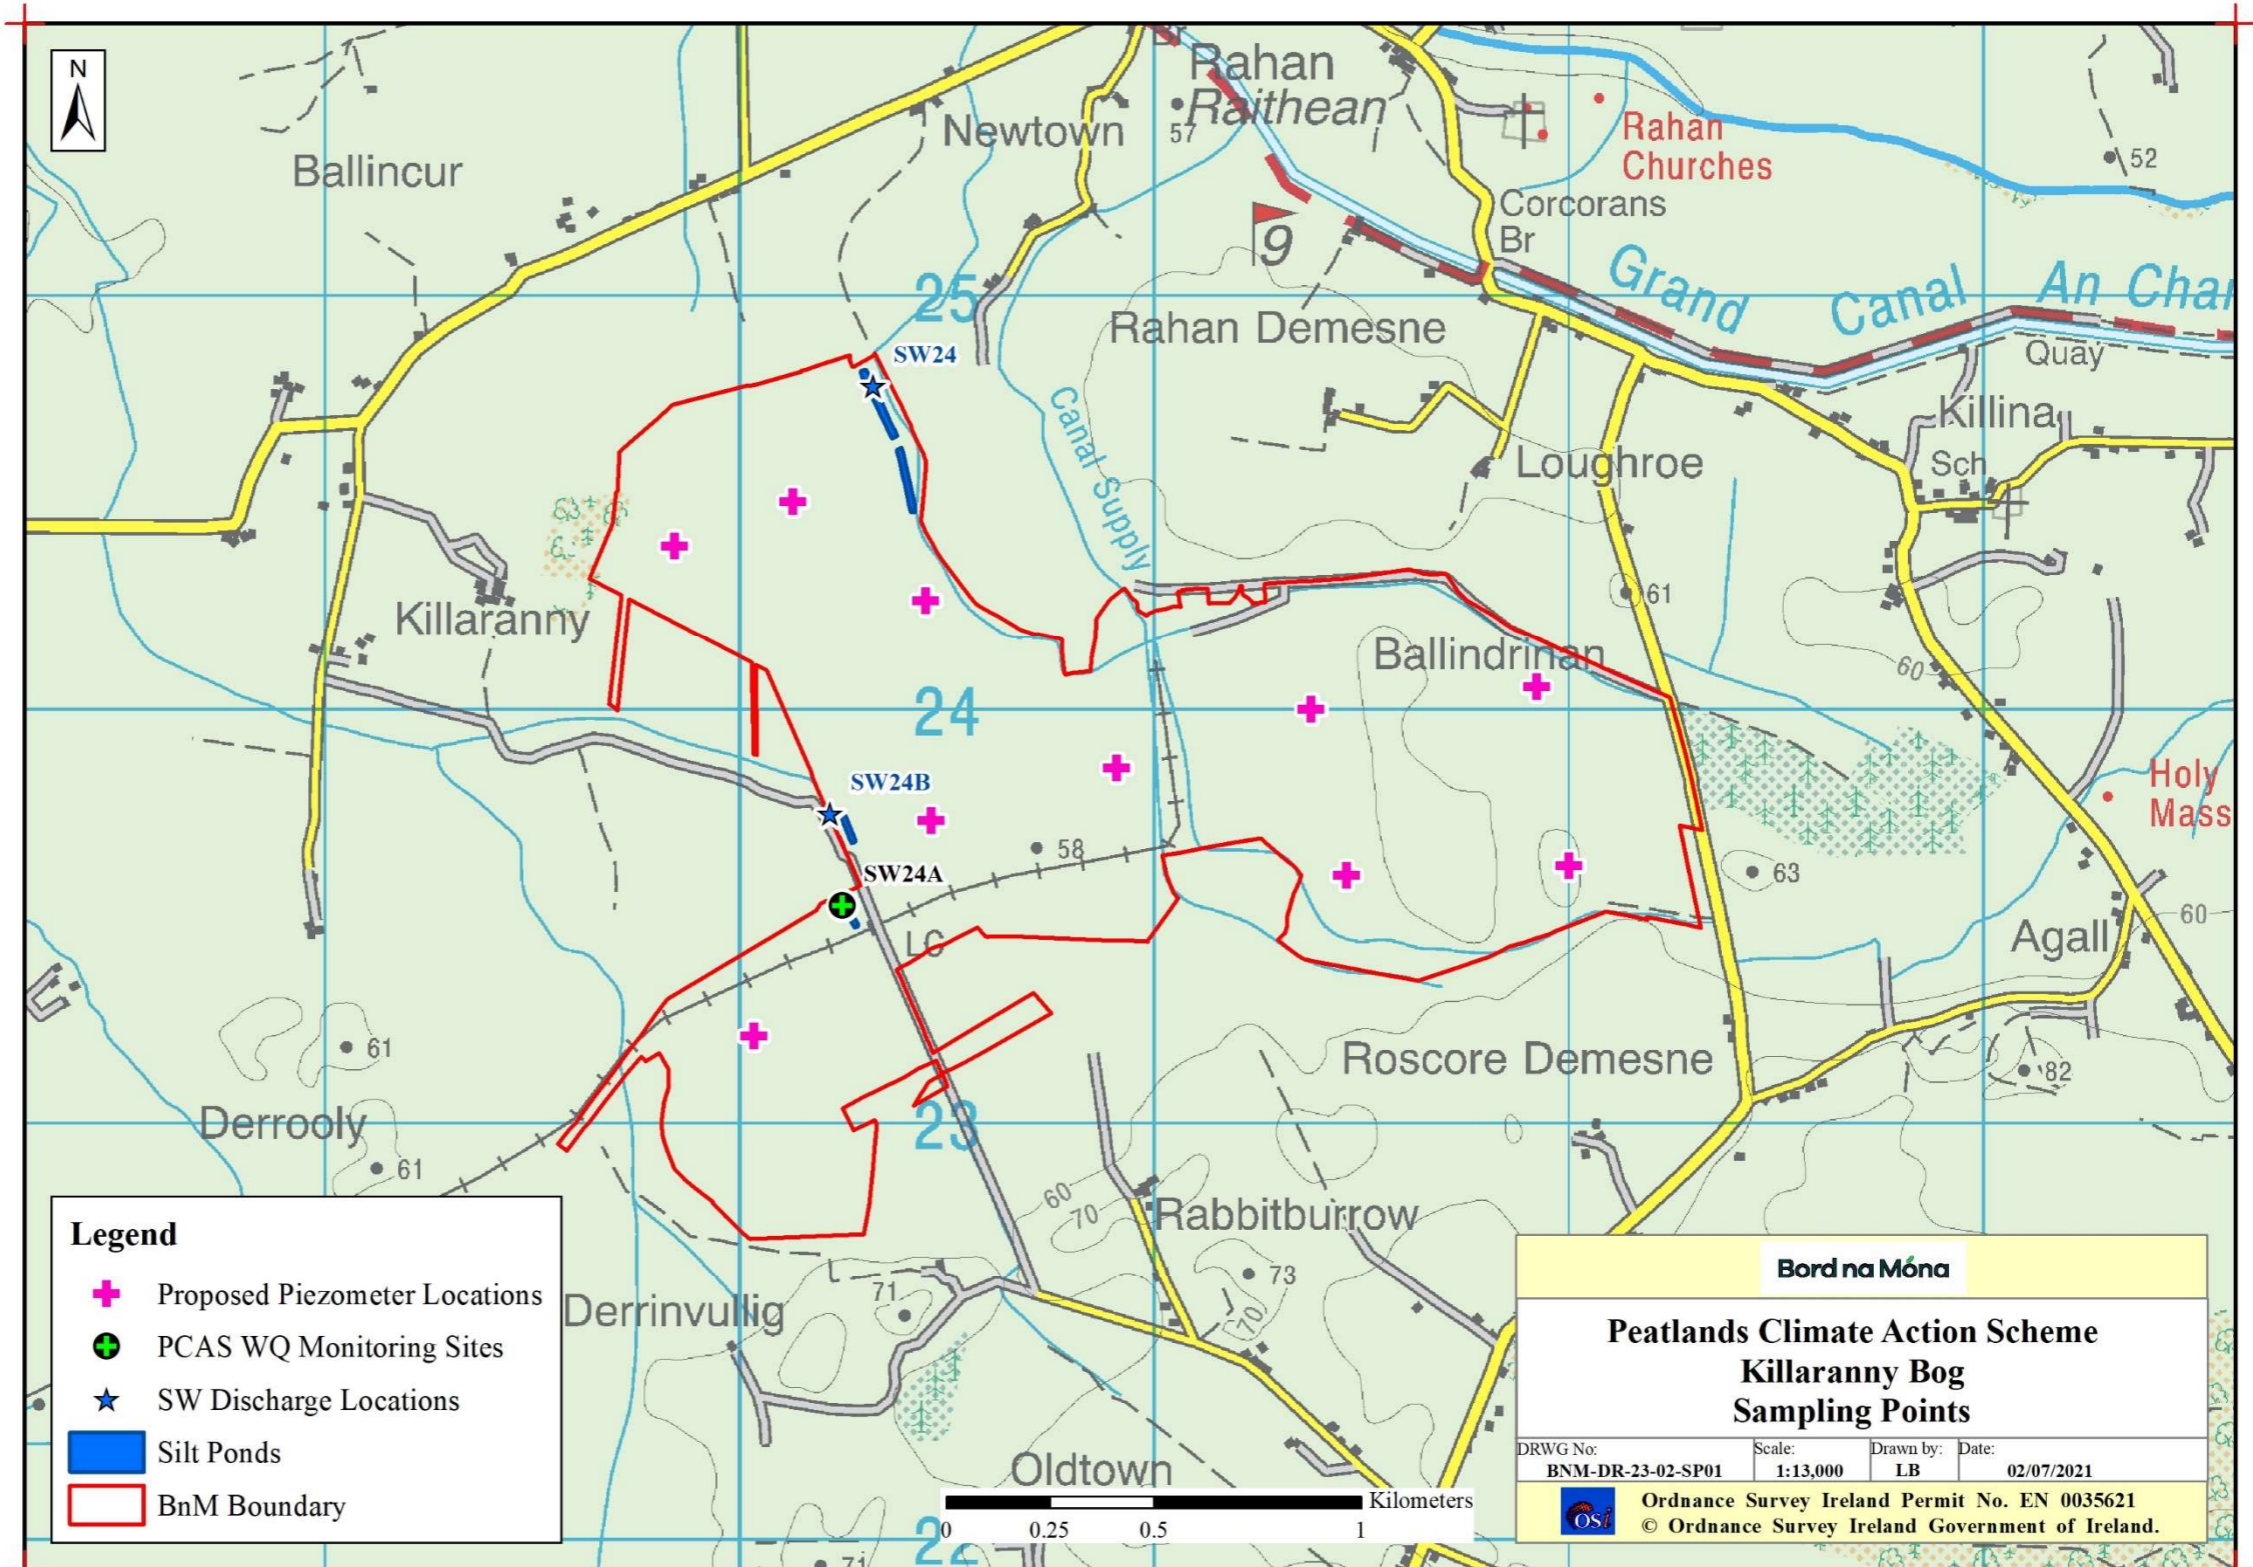 N
Br
Rahan
Raithean
57
Newtown
Ballincur
Rahan
Churches
52
Corcorans
Br
9
Grand Canal An Char
25
Rahan Demesne
Quay
SW24
Canal Supply
Killina
Sch
Loughroe
61
Killaranny
Ballindrinan
60
24
Holy
Mass
SW24B
58
SW24A
63
60
LC
Agall
61
Roscore Demesne
82
Derrooly
23
61
60
70
Rabbitburrow
73
71
70
Derrinvullig
Oldtown
22
71
Legend
Proposed Piezometer Locations
PCAS WQ Monitoring Sites
SW Discharge Locations
Silt Ponds
BnM Boundary
Kilometers
0 0.25 0.5 1
Bord na Móna
Peatlands Climate Action Scheme
Killaranny Bog
Sampling Points
DRWG No: Scale: Drawn by: Date:
BNM-DR-23-02-SP01 1:13,000 LB 02/07/2021
OSi
Ordnance Survey Ireland Permit No. EN 0035621
© Ordnance Survey Ireland Government of Ireland.